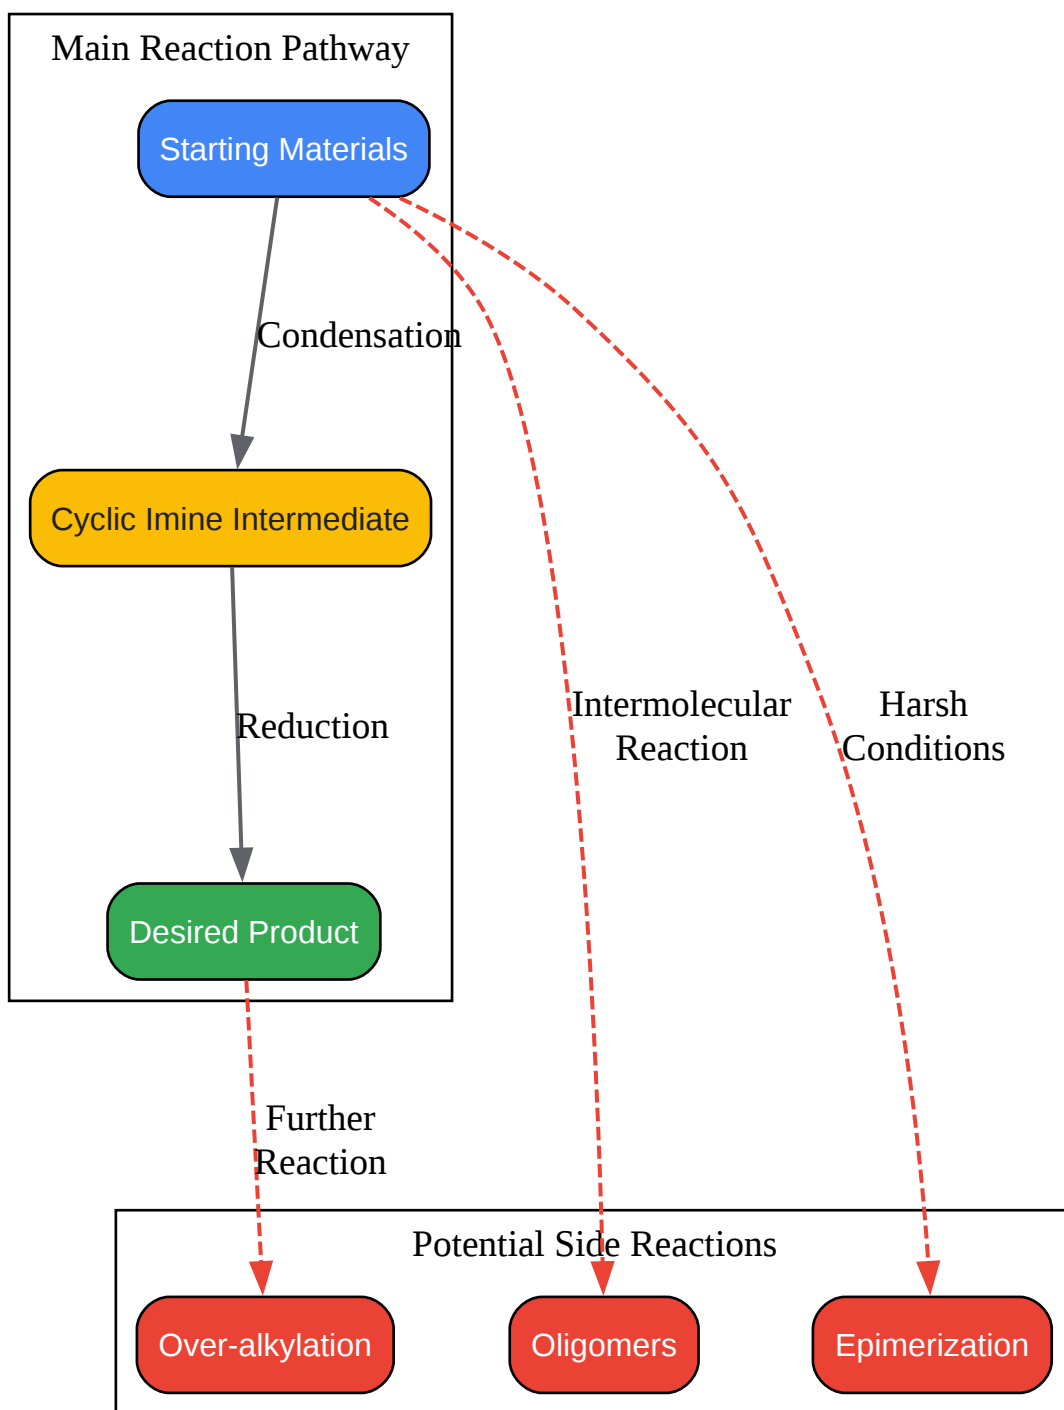 Main Reaction Pathway
Starting Materials
Condensation
Cyclic Imine Intermediate
Reduction
Intermolecular
Reaction
Harsh
Conditions
Desired Product
Further
Reaction
Potential Side Reactions
Over-alkylation
Oligomers
Epimerization